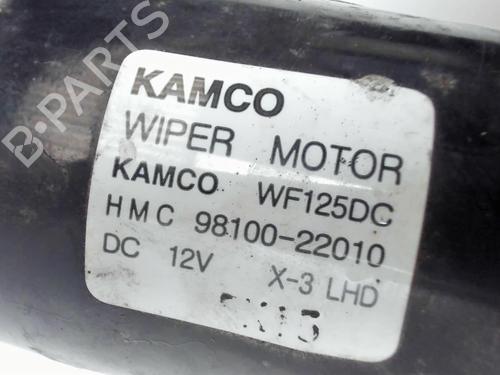 B-PARTS
KAMCO
WIPER MOTOR
KAMCO WF125DC
HMC 98100-22010
DC 12V X-3 LHD